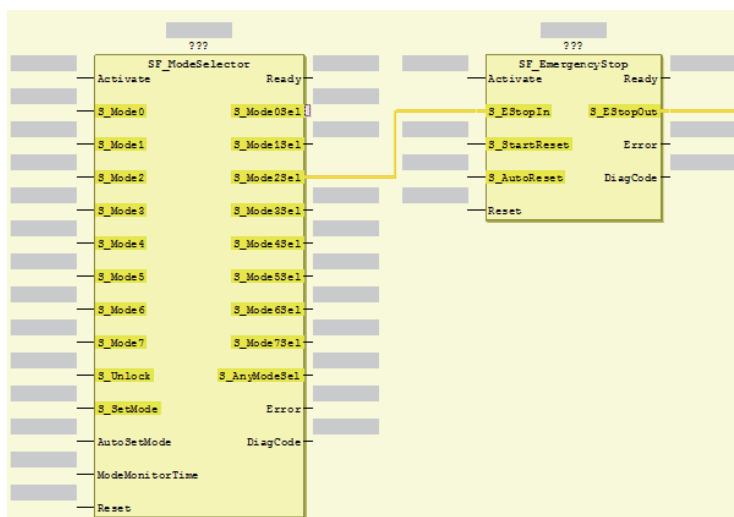 ???
SF_ModeSelector
Activate Ready
S_Mode0 S_Mode0Sel
S_Mode1 S_Mode1Sel
S_Mode2 S_Mode2Sel
S_Mode3 S_Mode3Sel
S_Mode4 S_Mode4Sel
S_Mode5 S_Mode5Sel
S_Mode6 S_Mode6Sel
S_Mode7 S_Mode7Sel
S_Unlock S_AnyModeSel
S_SetMode Error
AutoSetMode DiagCode
ModeMonitorTime
Reset
???
SF_EmergencyStop
Activate Ready
S_EStopIn S_EStopOut
S_StartReset Error
S_AutoReset DiagCode
Reset